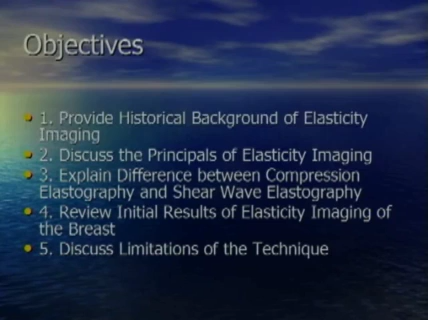 Objectives
1. Provide Historical Background of Elasticity
Imaging
2. Discuss the Principals of Elasticity Imaging
3. Explain Difference between Compression
Elastography and Shear Wave Elastography
4. Review Initial Results of Elasticity Imaging of
the Breast
5. Discuss Limitations of the Technique